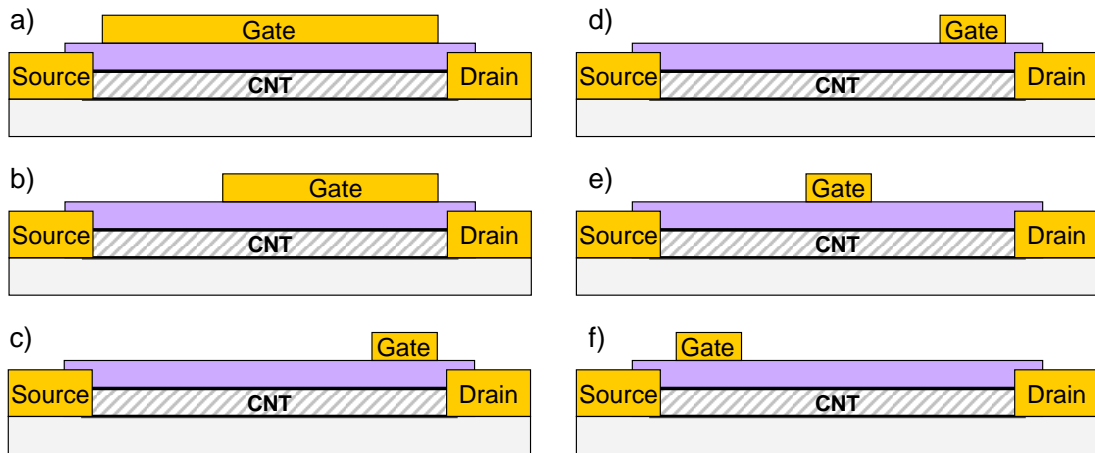 a)
Gate
Source
CNT
Drain
b)
Gate
Source
CNT
Drain
c)
Gate
Source
CNT
Drain
d)
Gate
Source
CNT
Drain
e)
Gate
Source
CNT
Drain
f)
Gate
Source
CNT
Drain